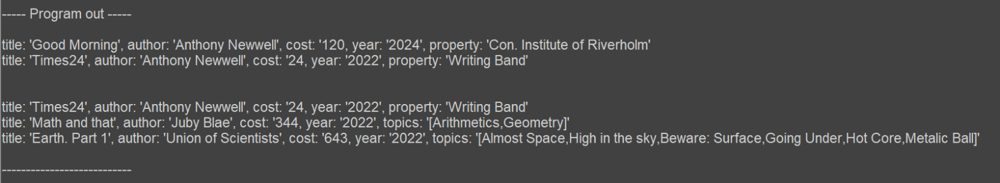 ----- Program out -----
title: 'Good Morning', author: 'Anthony Newwell', cost: '120, year: '2024', property: 'Con. Institute of Riverholm'
title: 'Times24', author: 'Anthony Newwell', cost: '24, year: '2022', property: 'Writing Band'
title: 'Times24', author: 'Anthony Newwell', cost: '24, year: '2022', property: 'Writing Band'
title: 'Math and that', author: 'Juby Blae', cost: '344, year: '2022', topics: '[Arithmetics,Geometry]'
title: 'Earth. Part 1', author: 'Union of Scientists', cost: '643, year: '2022', topics: '[Almost Space,High in the sky,Beware: Surface,Going Under,Hot Core,Metalic Ball]'
---------------------------